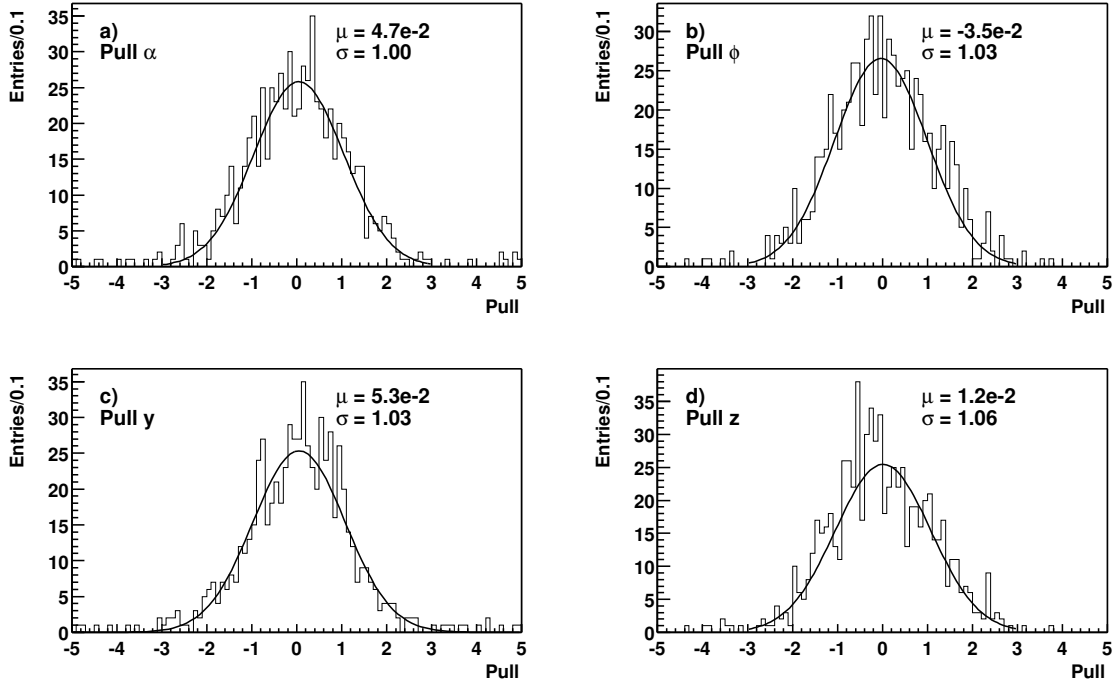 Entries/0.1
35
30
25
20
15
10
5
0
a)
Pull α
μ = 4.7e-2
σ = 1.00
-5 -4 -3 -2 -1 0 1 2 3 4 5
Pull
Entries/0.1
35
30
25
20
15
10
5
0
b)
Pull ϕ
μ = -3.5e-2
σ = 1.03
-5 -4 -3 -2 -1 0 1 2 3 4 5
Pull
Entries/0.1
35
30
25
20
15
10
5
0
c)
Pull y
μ = 5.3e-2
σ = 1.03
-5 -4 -3 -2 -1 0 1 2 3 4 5
Pull
Entries/0.1
35
30
25
20
15
10
5
0
d)
Pull z
μ = 1.2e-2
σ = 1.06
-5 -4 -3 -2 -1 0 1 2 3 4 5
Pull